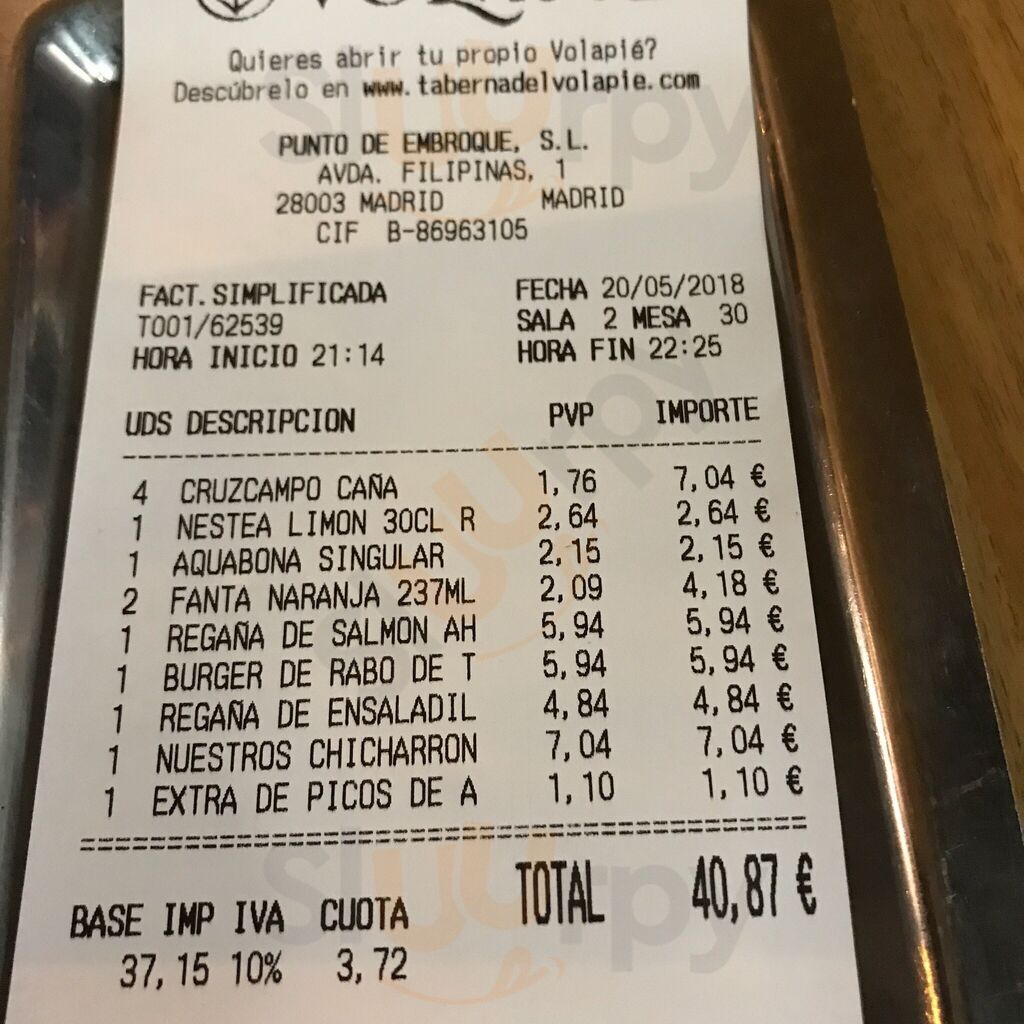 Quieres abrir tu propio Volapié?
Descúbrelo en www.tabernadelvolapie.com
PUNTO DE EMBROQUE, S.L.
AVDA. FILIPINAS, 1
28003 MADRID MADRID
CIF B-86963105
FACT. SIMPLIFICADA FECHA 20/05/2018
T001/62539 SALA 2 MESA 30
HORA INICIO 21:14 HORA FIN 22:25
UDS DESCRIPCION PVP IMPORTE
4 CRUZCAMPO CAÑA 1,76 7,04 €
1 NESTEA LIMON 30CL R 2,64 2,64 €
1 AQUABONA SINGULAR 2,15 2,15 €
2 FANTA NARANJA 237ML 2,09 4,18 €
1 REGAÑA DE SALMON AH 5,94 5,94 €
1 BURGER DE RABO DE T 5,94 5,94 €
1 REGAÑA DE ENSALADIL 4,84 4,84 €
1 NUESTROS CHICHARRON 7,04 7,04 €
1 EXTRA DE PICOS DE A 1,10 1,10 €
TOTAL 40,87 €
BASE IMP IVA CUOTA
37,15 10% 3,72
Sluurpy
Sluurpy
Sluurpy